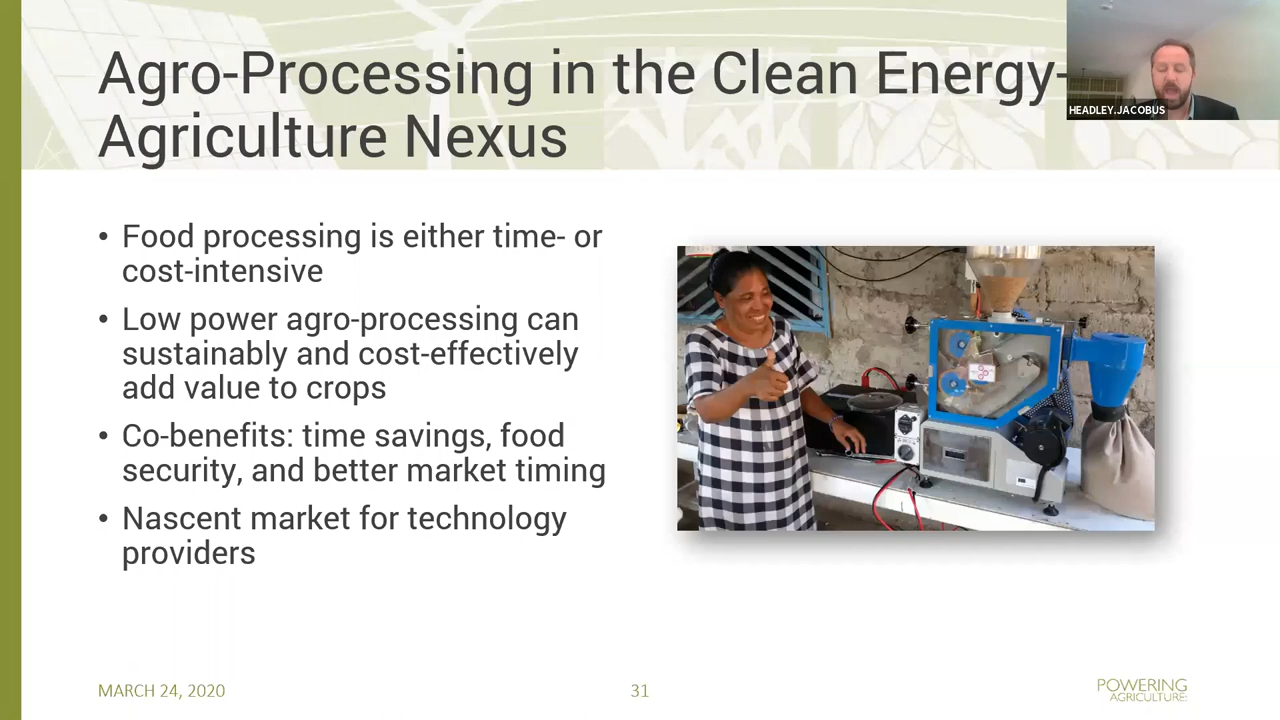 Agro-Processing in the Clean Energy-
Agriculture Nexus
HEADLEY.JACOBUS
• Food processing is either time- or
cost-intensive
• Low power agro-processing can
sustainably and cost-effectively
add value to crops
• Co-benefits: time savings, food
security, and better market timing
• Nascent market for technology
providers
MARCH 24, 2020
31
POWERING
AGRICULTURE: